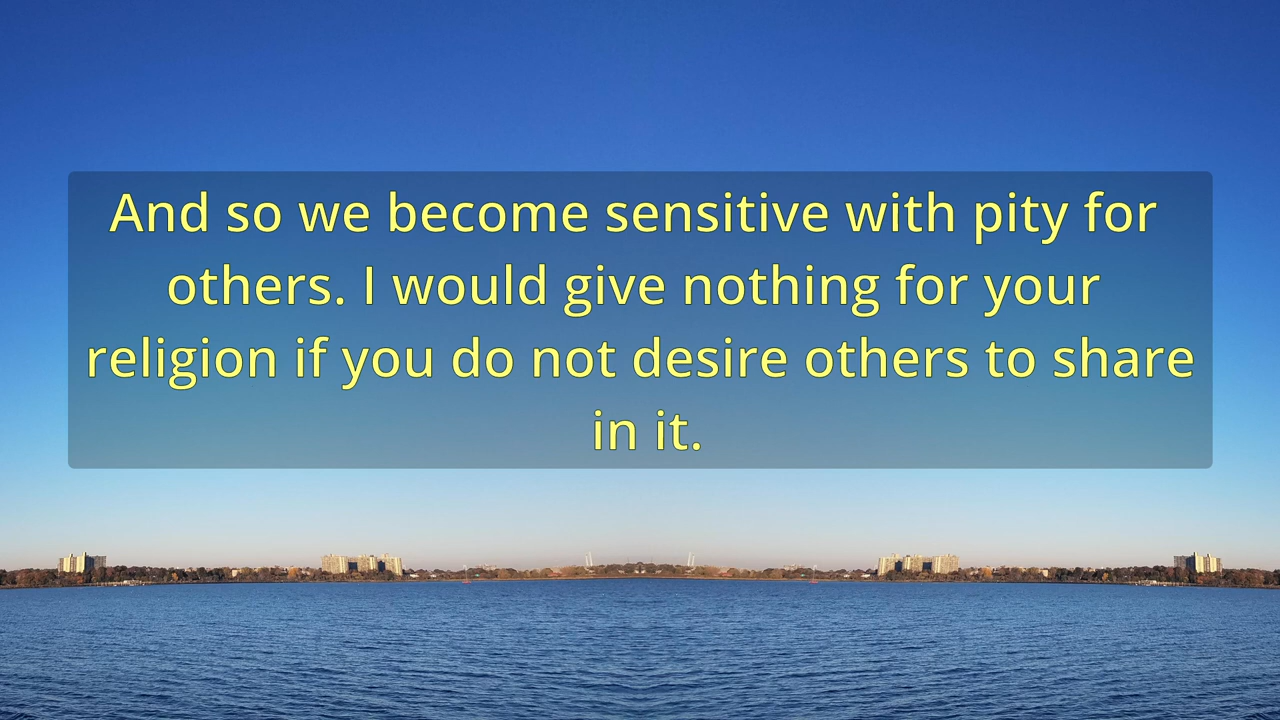 And so we become sensitive with pity for
others. I would give nothing for your
religion if you do not desire others to share
in it.